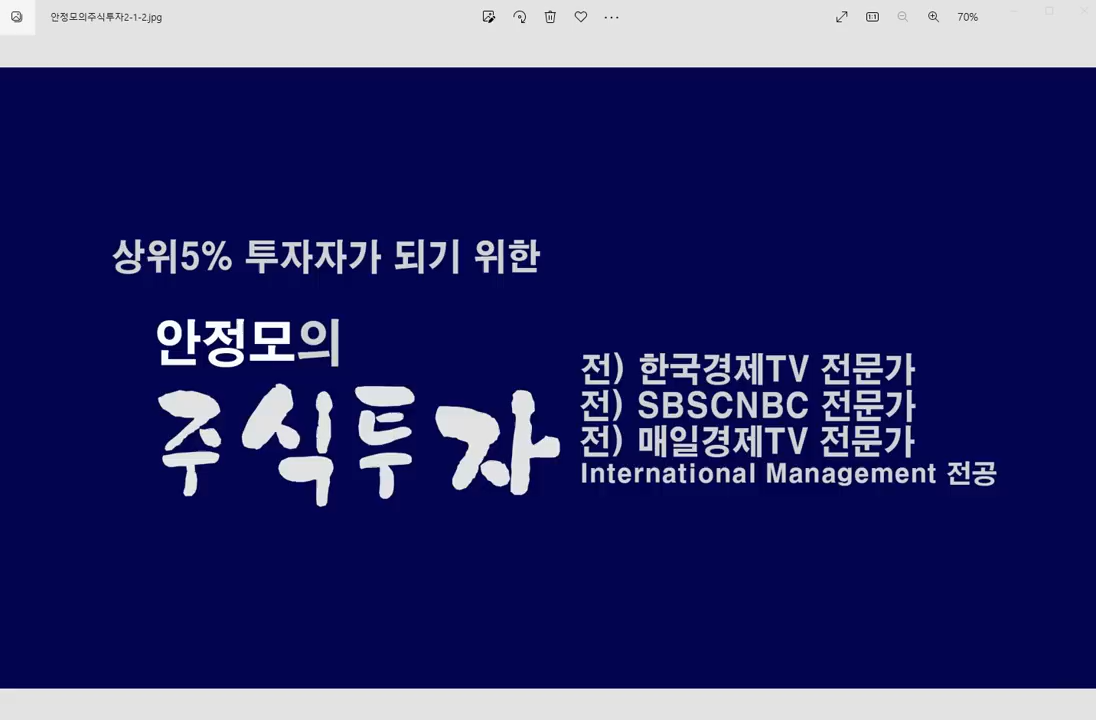 안정모의주식투자2-1-2.jpg
70%
상위5% 투자자가 되기 위한
안정모의
주식투자
전) 한국경제TV 전문가
전) SBSCNBC 전문가
전) 매일경제TV 전문가
International Management 전공